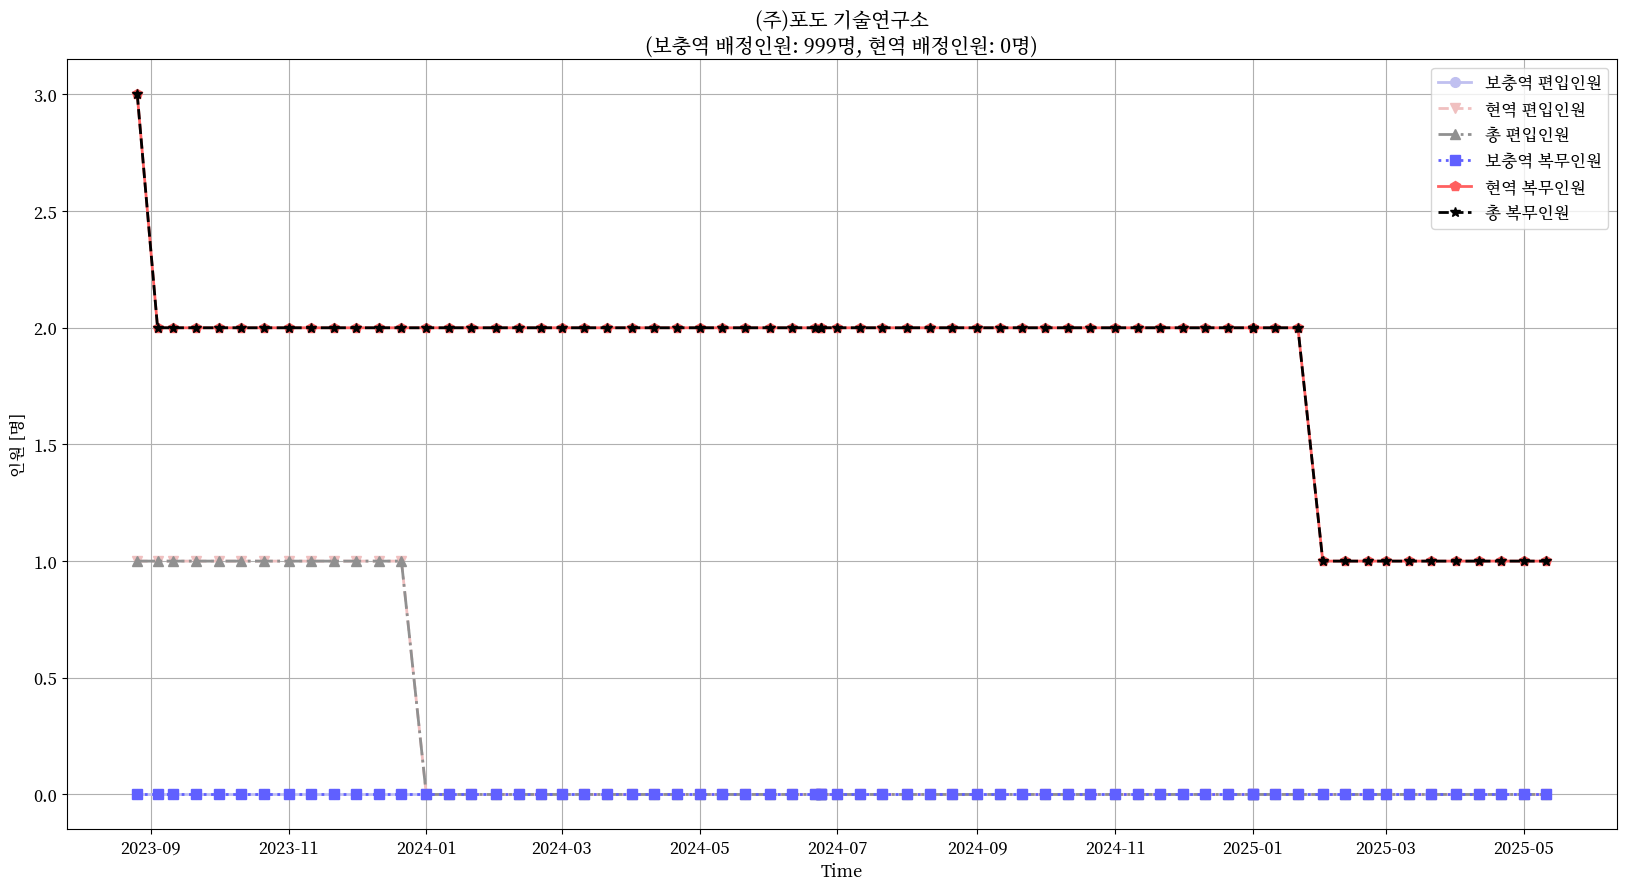 (주)포도 기술연구소
(보충역 배정인원: 999명, 현역 배정인원: 0명)
보충역 편입인원
현역 편입인원
총 편입인원
보충역 복무인원
현역 복무인원
총 복무인원
인원 [명]
3.0
2.5
2.0
1.5
1.0
0.5
0.0
2023-09 2023-11 2024-01 2024-03 2024-05 2024-07 2024-09 2024-11 2025-01 2025-03 2025-05
Time